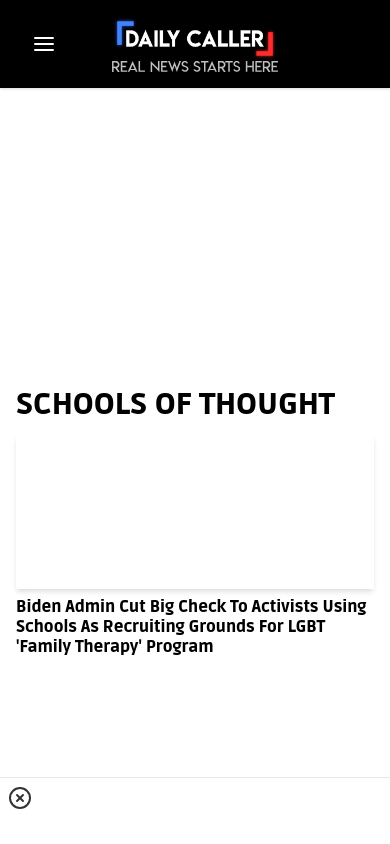 DAILY CALLER
REAL NEWS STARTS HERE
SCHOOLS OF THOUGHT
Biden Admin Cut Big Check To Activists Using
Schools As Recruiting Grounds For LGBT
'Family Therapy' Program